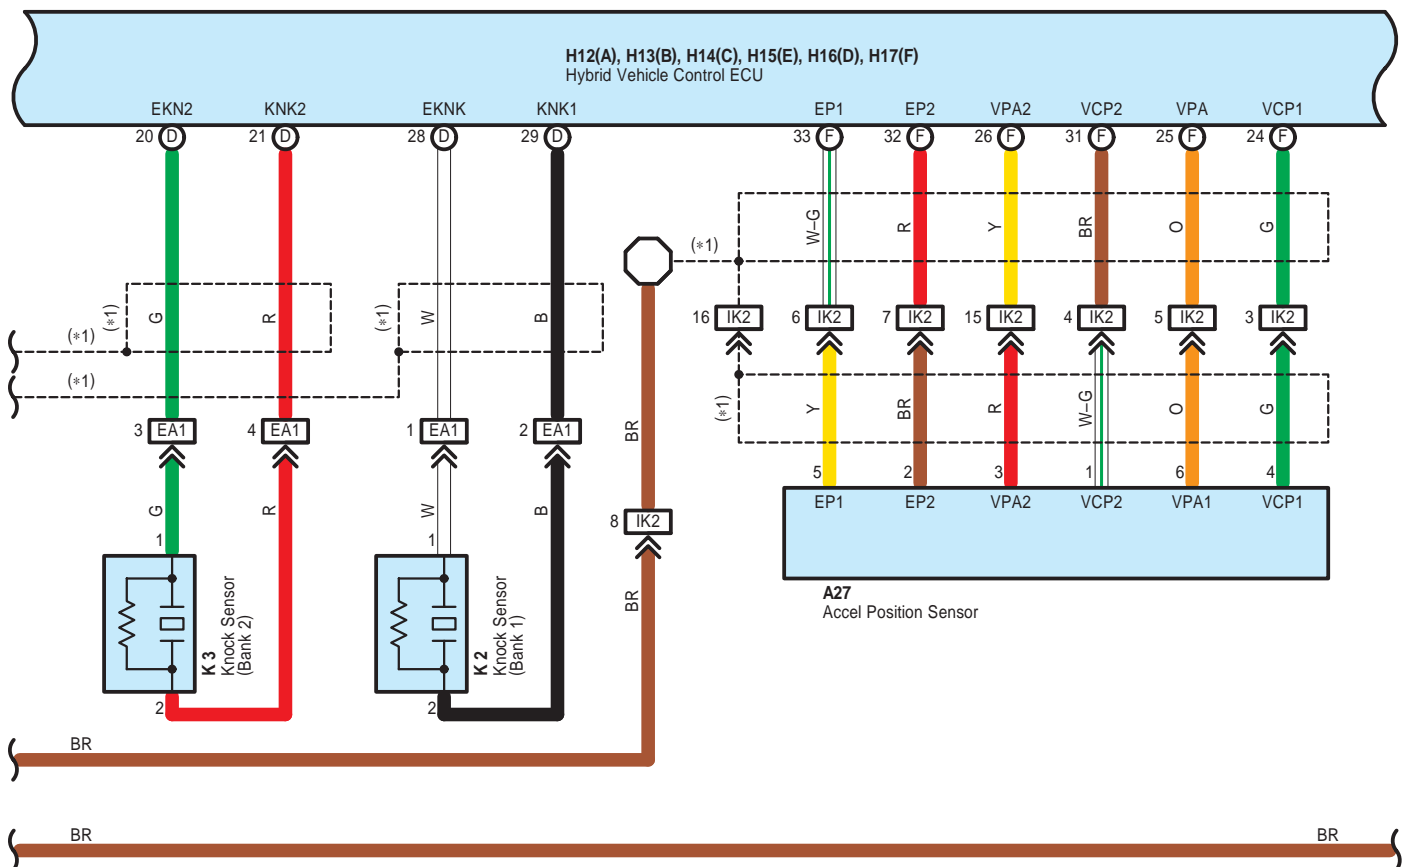 H12(A), H13(B), H14(C), H15(E), H16(D), H17(F)
Hybrid Vehicle Control ECU
EKN2 KNK2 EKNK KNK1 EP1 EP2 VPA2 VCP2 VPA VCP1
20 D 21 D 28 D 29 D 33 F 32 F 26 F 31 F 25 F 24 F
W–G R Y BR O G
(∗1)
(∗1) G R (∗1) W B
16 IK2 6 IK2 7 IK2 15 IK2 4 IK2 5 IK2 3 IK2
(∗1)
(∗1)
(∗1) Y BR R W–G O G
3 EA1 4 EA1 1 EA1 2 EA1 BR
5 2 3 1 6 4
EP1 EP2 VPA2 VCP2 VPA1 VCP1
G R W B
8 IK2
1 1
A27
Accel Position Sensor
BR
K 3
Knock Sensor
(Bank 2)
K 2
Knock Sensor
(Bank 1)
2 2
BR
BR BR